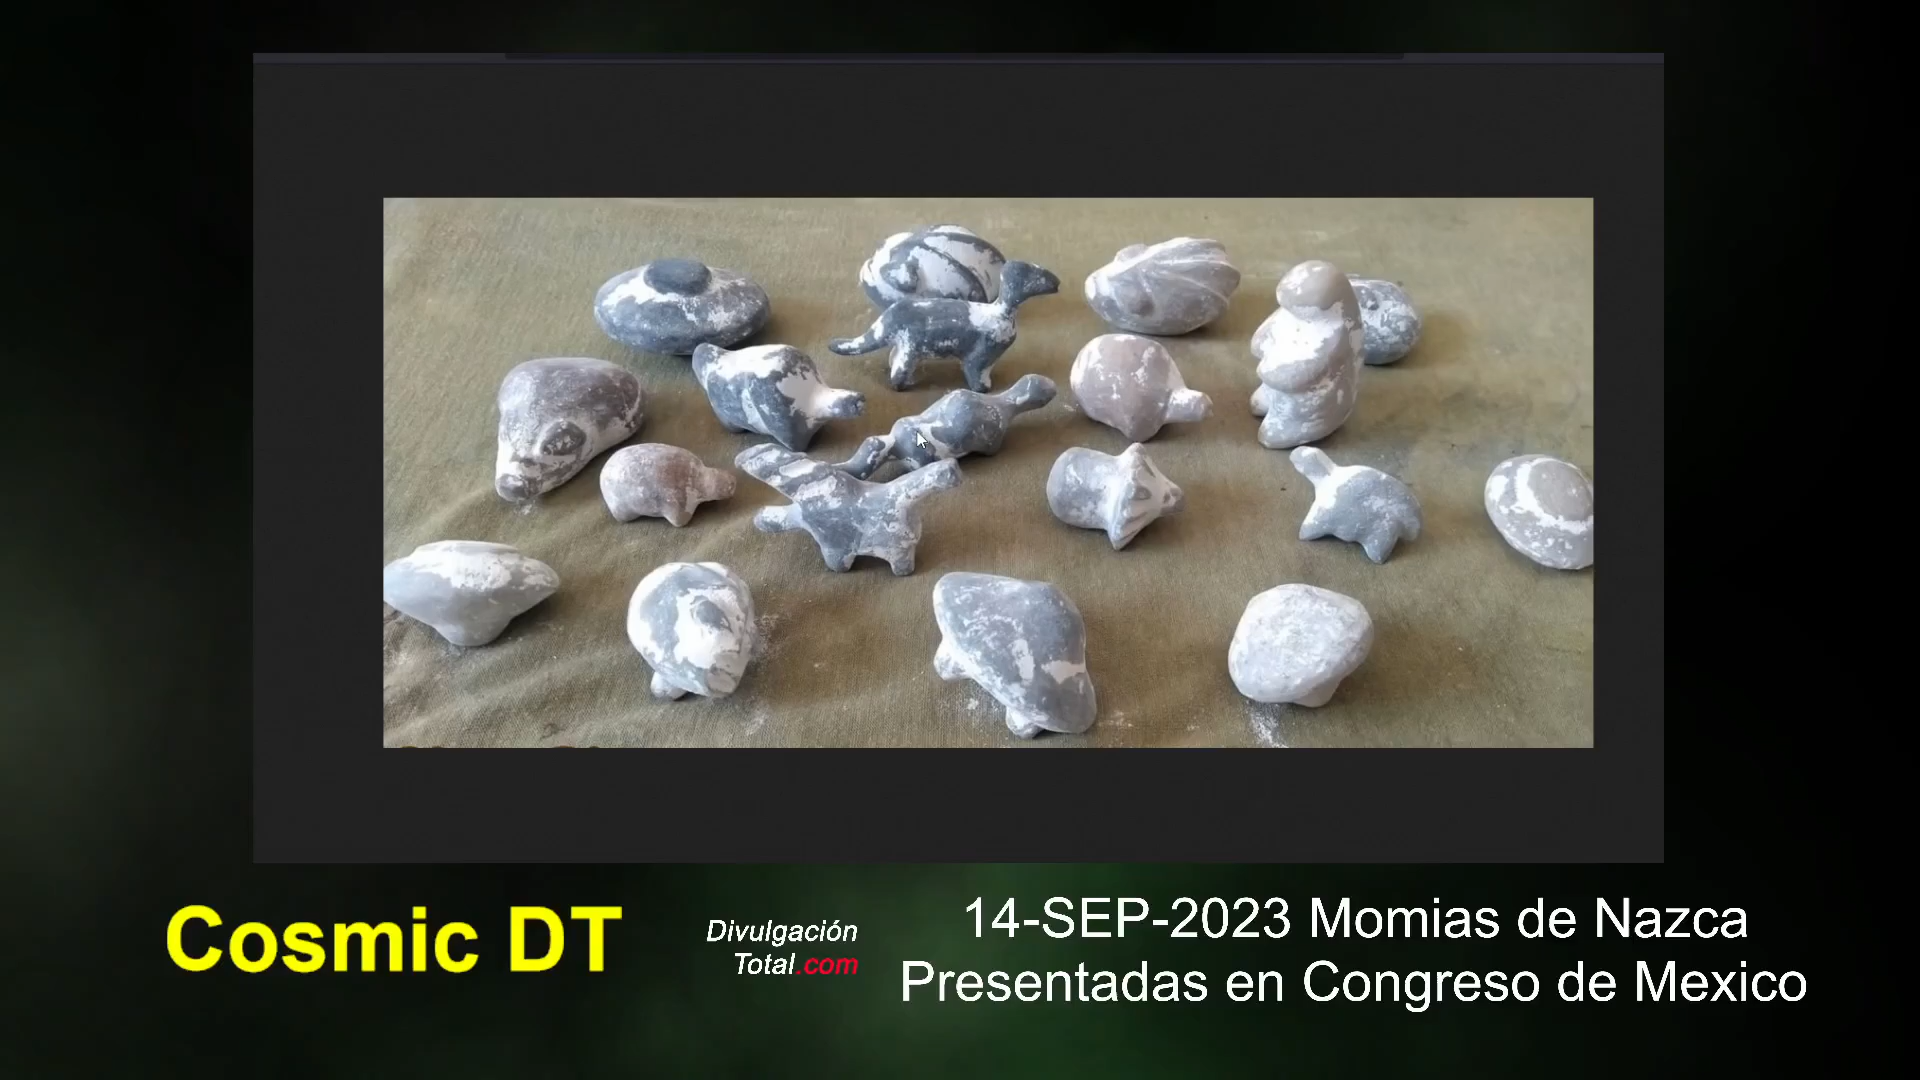 Cosmic DT
Divulgación
Total.com
14-SEP-2023 Momias de Nazca
Presentadas en Congreso de Mexico